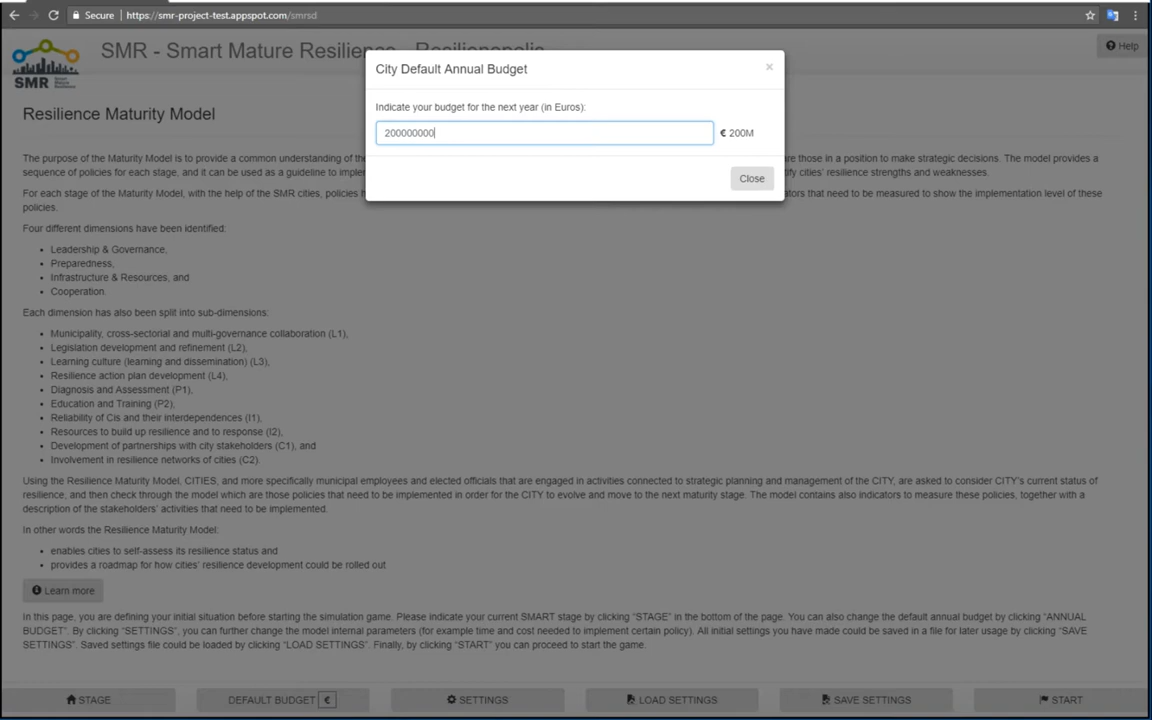 Secure https://smr-project-test.appspot.com/smrsd
SMR - Smart Mature Resilience - Resilienapolis
Help
SMR Smart Mature Resilience
City Default Annual Budget
×
Indicate your budget for the next year (in Euros):
200000000
€ 200M
Close
Resilience Maturity Model
The purpose of the Maturity Model is to provide a common understanding of the
re those in a position to make strategic decisions. The model provides a
sequence of policies for each stage, and it can be used as a guideline to implem
tify cities' resilience strengths and weaknesses.
For each stage of the Maturity Model, with the help of the SMR cities, policies h
ators that need to be measured to show the implementation level of these
policies.
Four different dimensions have been identified:
• Leadership & Governance,
• Preparedness,
• Infrastructure & Resources, and
• Cooperation
Each dimension has also been split into sub-dimensions:
• Municipality, cross-sectorial and multi-governance collaboration (L1),
• Legislation development and refinement (L2),
• Learning culture (learning and dissemination) (L3),
• Resilience action plan development (L4),
• Diagnosis and Assessment (P1),
• Education and Training (P2),
• Reliability of CIs and their interdependences (I1),
• Resources to build up resilience and to response (I2),
• Development of partnerships with city stakeholders (C1), and
• Involvement in resilience networks of cities (C2).
Using the Resilience Maturity Model, CITIES, and more specifically municipal employees and elected officials that are engaged in activities connected to strategic planning and management of the CITY, are asked to consider CITY's current status of
resilience, and then check through the model which are those policies that need to be implemented in order for the CITY to evolve and move to the next maturity stage. The model contains also indicators to measure these policies, together with a
description of the stakeholders' activities that need to be implemented.
In other words the Resilience Maturity Model:
• enables cities to self-assess its resilience status and
• provides a roadmap for how cities' resilience development could be rolled out
Learn more
In this page, you are defining your initial situation before starting the simulation game. Please indicate your current SMART stage by clicking "STAGE" in the bottom of the page. You can also change the default annual budget by clicking "ANNUAL
BUDGET". By clicking "SETTINGS", you can further change the model internal parameters (for example time and cost needed to implement certain policy). All initial settings you have made could be saved in a file for later usage by clicking "SAVE
SETTINGS". Saved settings file could be loaded by clicking "LOAD SETTINGS". Finally, by clicking "START" you can proceed to start the game.
STAGE
DEFAULT BUDGET €
SETTINGS
LOAD SETTINGS
SAVE SETTINGS
START